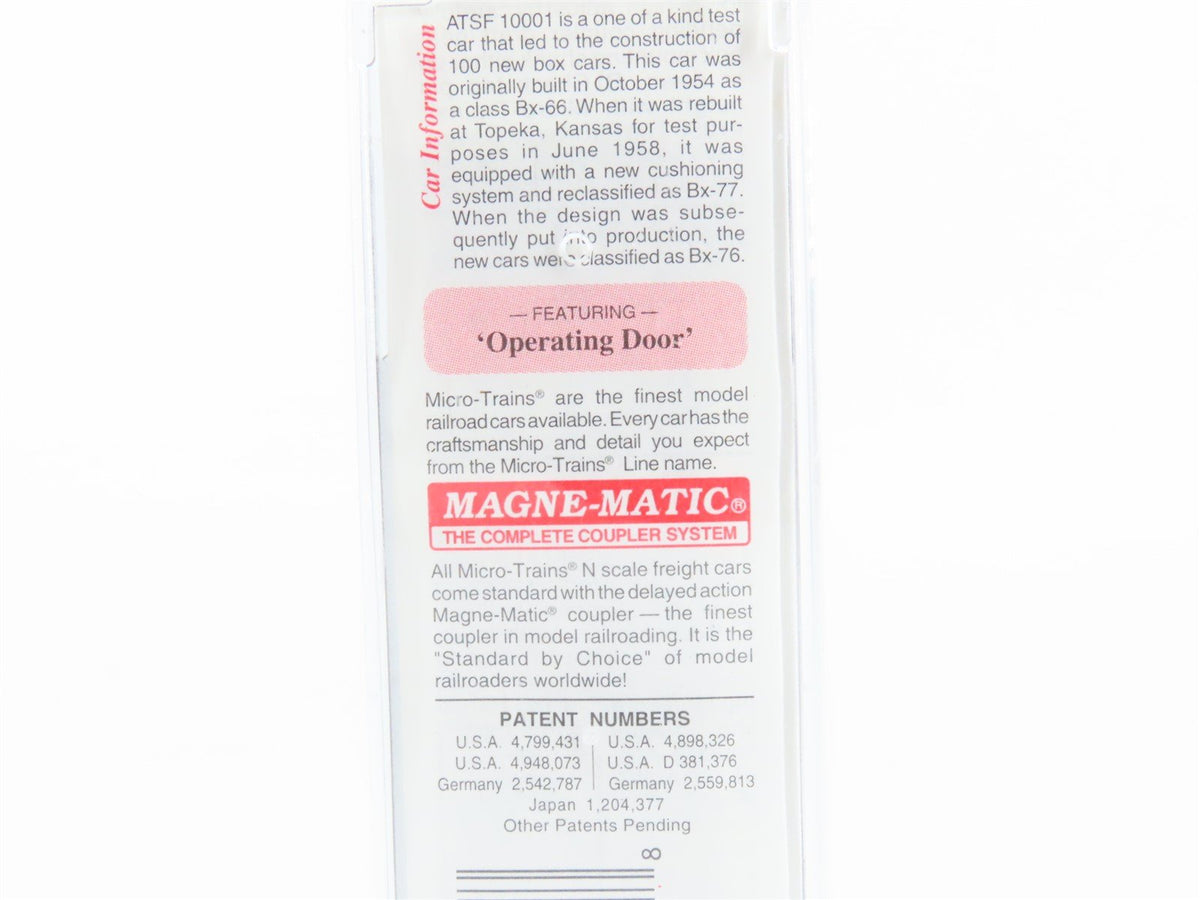 Car Information
ATSF 10001 is a one of a kind test
car that led to the construction of
100 new box cars. This car was
originally built in October 1954 as
a class Bx-66. When it was rebuilt
at Topeka, Kansas for test pur-
poses in June 1958, it was
equipped with a new cushioning
system and reclassified as Bx-77.
When the design was subse-
quently put into production, the
new cars were classified as Bx-76.
— FEATURING —
‘Operating Door’
Micro-Trains® are the finest model
railroad cars available. Every car has the
craftsmanship and detail you expect
from the Micro-Trains® Line name.
MAGNE-MATIC®
THE COMPLETE COUPLER SYSTEM
All Micro-Trains® N scale freight cars
come standard with the delayed action
Magne-Matic® coupler — the finest
coupler in model railroading. It is the
"Standard by Choice" of model
railroaders worldwide!
PATENT NUMBERS
U.S.A. 4,799,431 U.S.A. 4,898,326
U.S.A. 4,948,073 U.S.A. D 381,376
Germany 2,542,787 Germany 2,559,813
Japan 1,204,377
Other Patents Pending
8